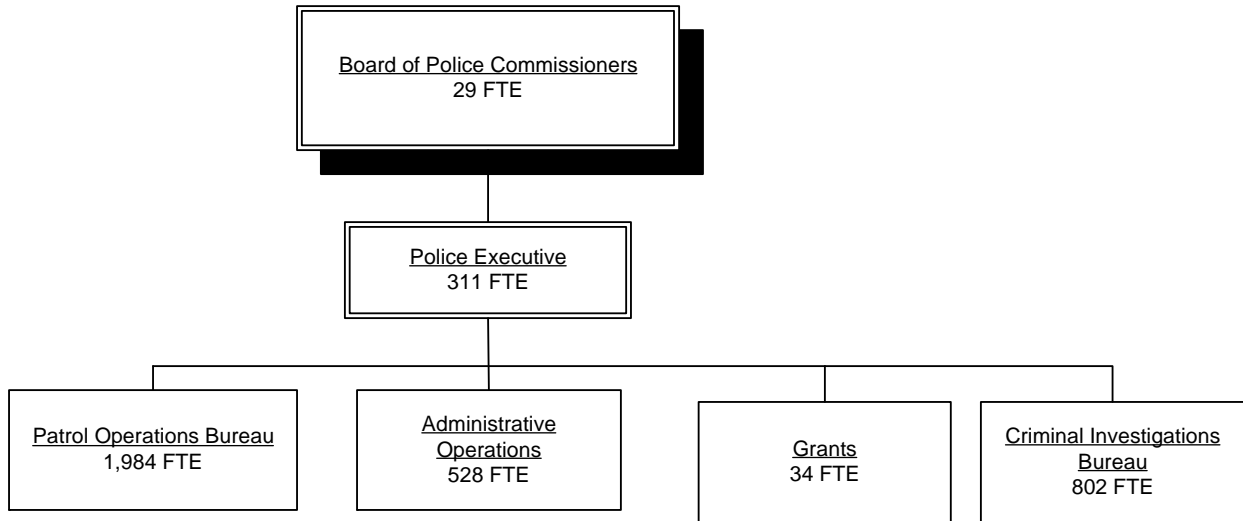 Board of Police Commissioners
29 FTE
Police Executive
311 FTE
Patrol Operations Bureau
1,984 FTE
Administrative
Operations
528 FTE
Grants
34 FTE
Criminal Investigations
Bureau
802 FTE